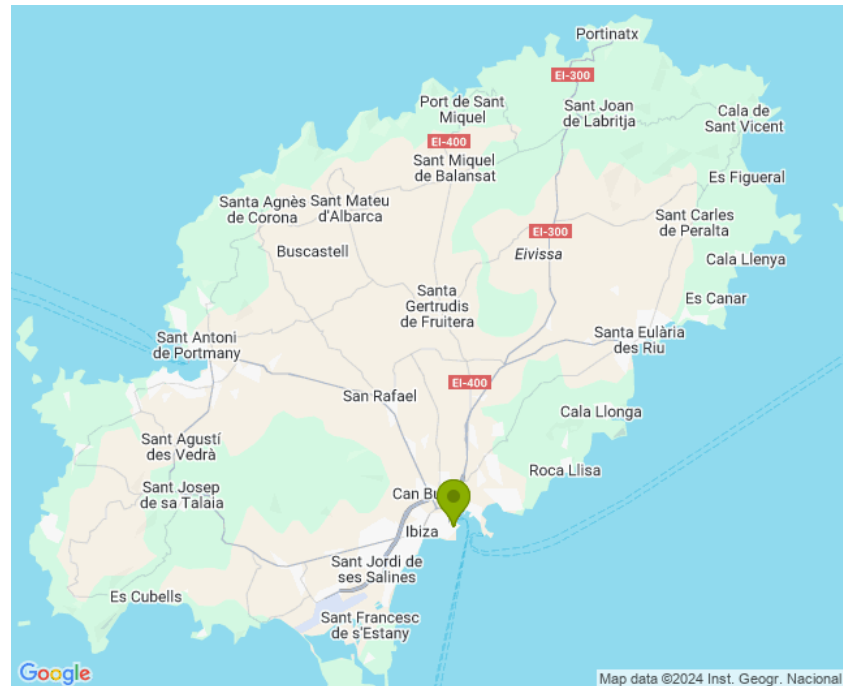 Portinatx
EI-300
Port de Sant
Miquel
Sant Joan
de Labritja
Cala de
Sant Vicent
EI-400
Sant Miquel
de Balansat
Es Figueral
Santa Agnès
de Corona
Sant Mateu
d'Albarca
Sant Carles
de Peralta
EI-300
Buscastell
Eivissa
Cala Llenya
Santa
Gertrudis
de Fruitera
Es Canar
Sant Antoni
de Portmany
Santa Eulària
des Riu
EI-400
San Rafael
Cala Llonga
Sant Agustí
des Vedrà
Roca Llisa
Sant Josep
de sa Talaia
Can Bu
Ibiza
Sant Jordi de
ses Salines
Es Cubells
Sant Francesc
de s'Estany
Google
Map data ©2024 Inst. Geogr. Nacional